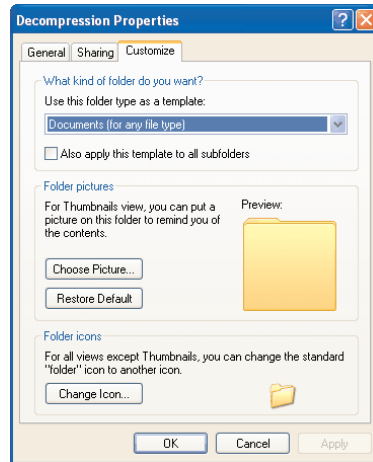 Decompression Properties
General Sharing Customize
What kind of folder do you want?
Use this folder type as a template:
Documents (for any file type)
Also apply this template to all subfolders
Folder pictures
For Thumbnails view, you can put a
picture on this folder to remind you of
the contents.
Preview:
Choose Picture...
Restore Default
Folder icons
For all views except Thumbnails, you can change the standard
"folder" icon to another icon.
Change Icon...
OK Cancel Apply